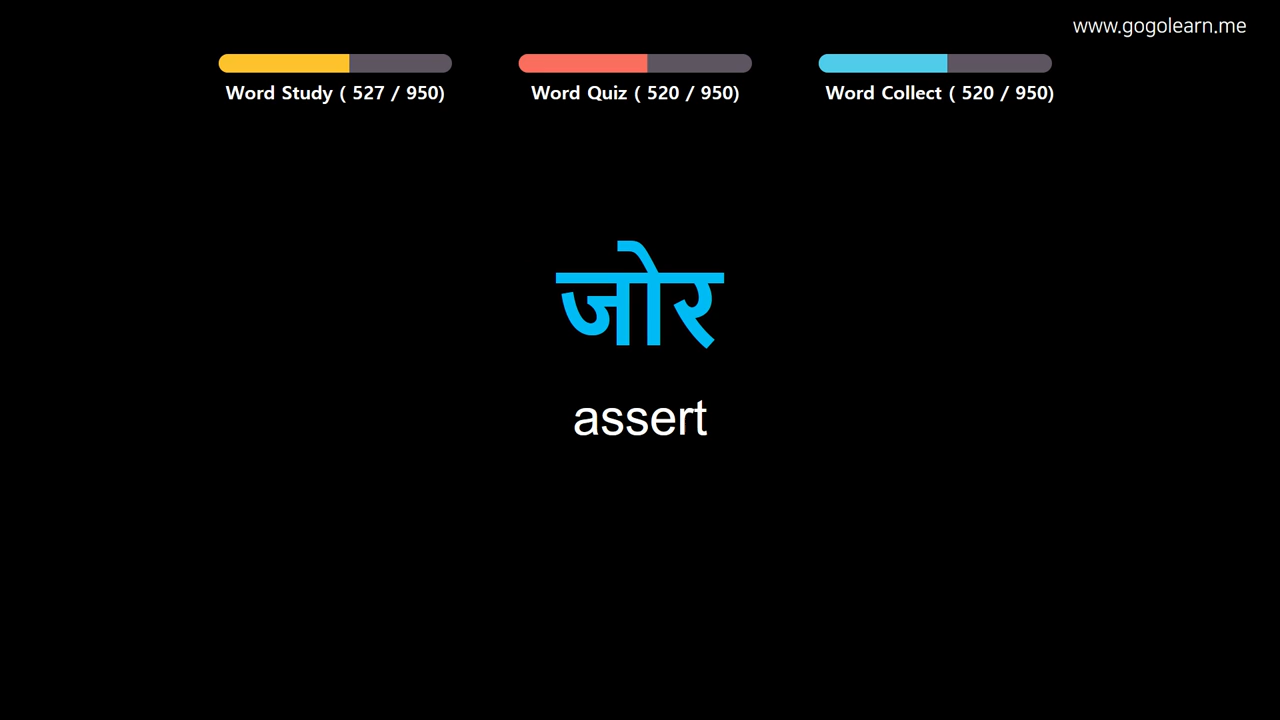 www.gogolearn.me
Word Study ( 527 / 950)
Word Quiz ( 520 / 950)
Word Collect ( 520 / 950)
जोर
assert